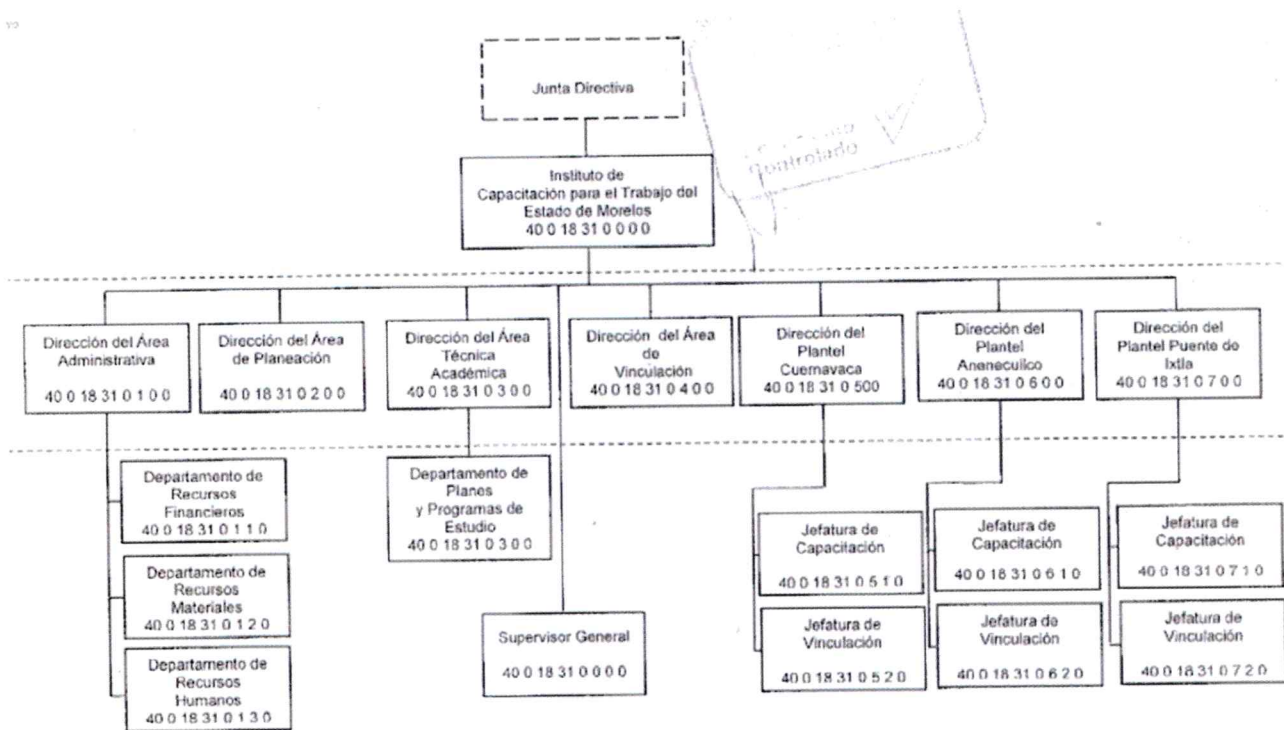 Junta Directiva
Instituto de
Capacitación para el Trabajo del
Estado de Morelos
40 0 18 31 0 0 0 0
Dirección del Área
Administrativa
40 0 18 31 0 1 0 0
Dirección del Área
de Planeación
40 0 18 31 0 2 0 0
Dirección del Área
Técnica
Académica
40 0 18 31 0 3 0 0
Dirección del Área
de
Vinculación
40 0 18 31 0 4 0 0
Dirección del
Plantel
Cuernavaca
40 0 18 31 0 500
Dirección del
Plantel
Anenecuilco
40 0 18 31 0 6 0 0
Dirección del
Plantel Puente de
Ixtla
40 0 18 31 0 7 0 0
Departamento de
Recursos
Financieros
40 0 18 31 0 1 1 0
Departamento de
Recursos
Materiales
40 0 18 31 0 1 2 0
Departamento de
Recursos
Humanos
40 0 18 31 0 1 3 0
Departamento de
Planes
y Programas de
Estudio
40 0 18 31 0 3 0 0
Supervisor General
40 0 18 31 0 0 0 0
Jefatura de
Capacitación
40 0 18 31 0 5 1 0
Jefatura de
Vinculación
40 0 18 31 0 5 2 0
Jefatura de
Capacitación
40 0 18 31 0 6 1 0
Jefatura de
Vinculación
40 0 18 31 0 6 2 0
Jefatura de
Capacitación
40 0 18 31 0 7 1 0
Jefatura de
Vinculación
40 0 18 31 0 7 2 0